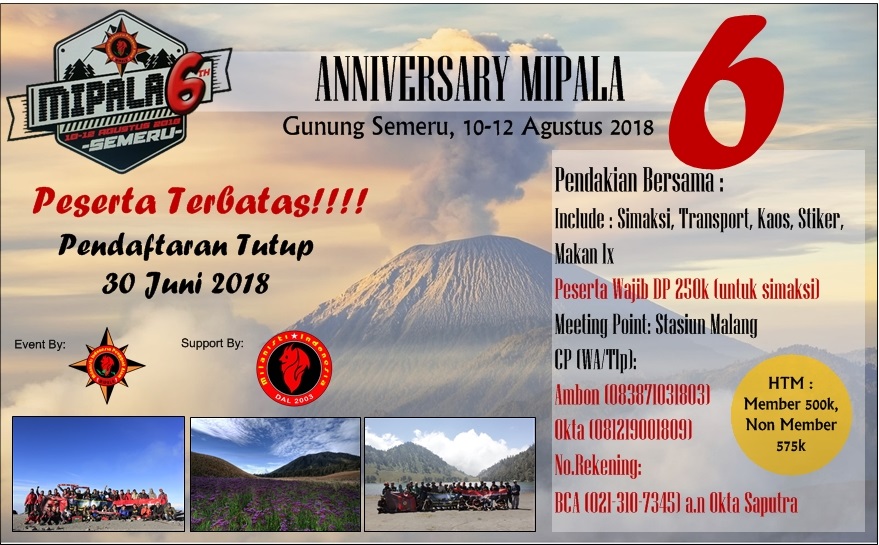 MIPALA 6TH
10-12 AGUSTUS 2018
-SEMERU-
ANNIVERSARY MIPALA 6
Gunung Semeru, 10-12 Agustus 2018
Peserta Terbatas!!!!
Pendaftaran Tutup
30 Juni 2018
Event By:
Support By:
Milanisti Indonesia
DAL 2003
Pendakian Bersama :
Include : Simaksi, Transport, Kaos, Stiker,
Makan 1x
Peserta Wajib DP 250k (untuk simaksi)
Meeting Point: Stasiun Malang
CP (WA/Tlp):
Ambon (083871031803)
Okta (081219001809)
No.Rekening:
BCA (021-310-7345) a.n Okta Saputra
HTM :
Member 500k,
Non Member
575k